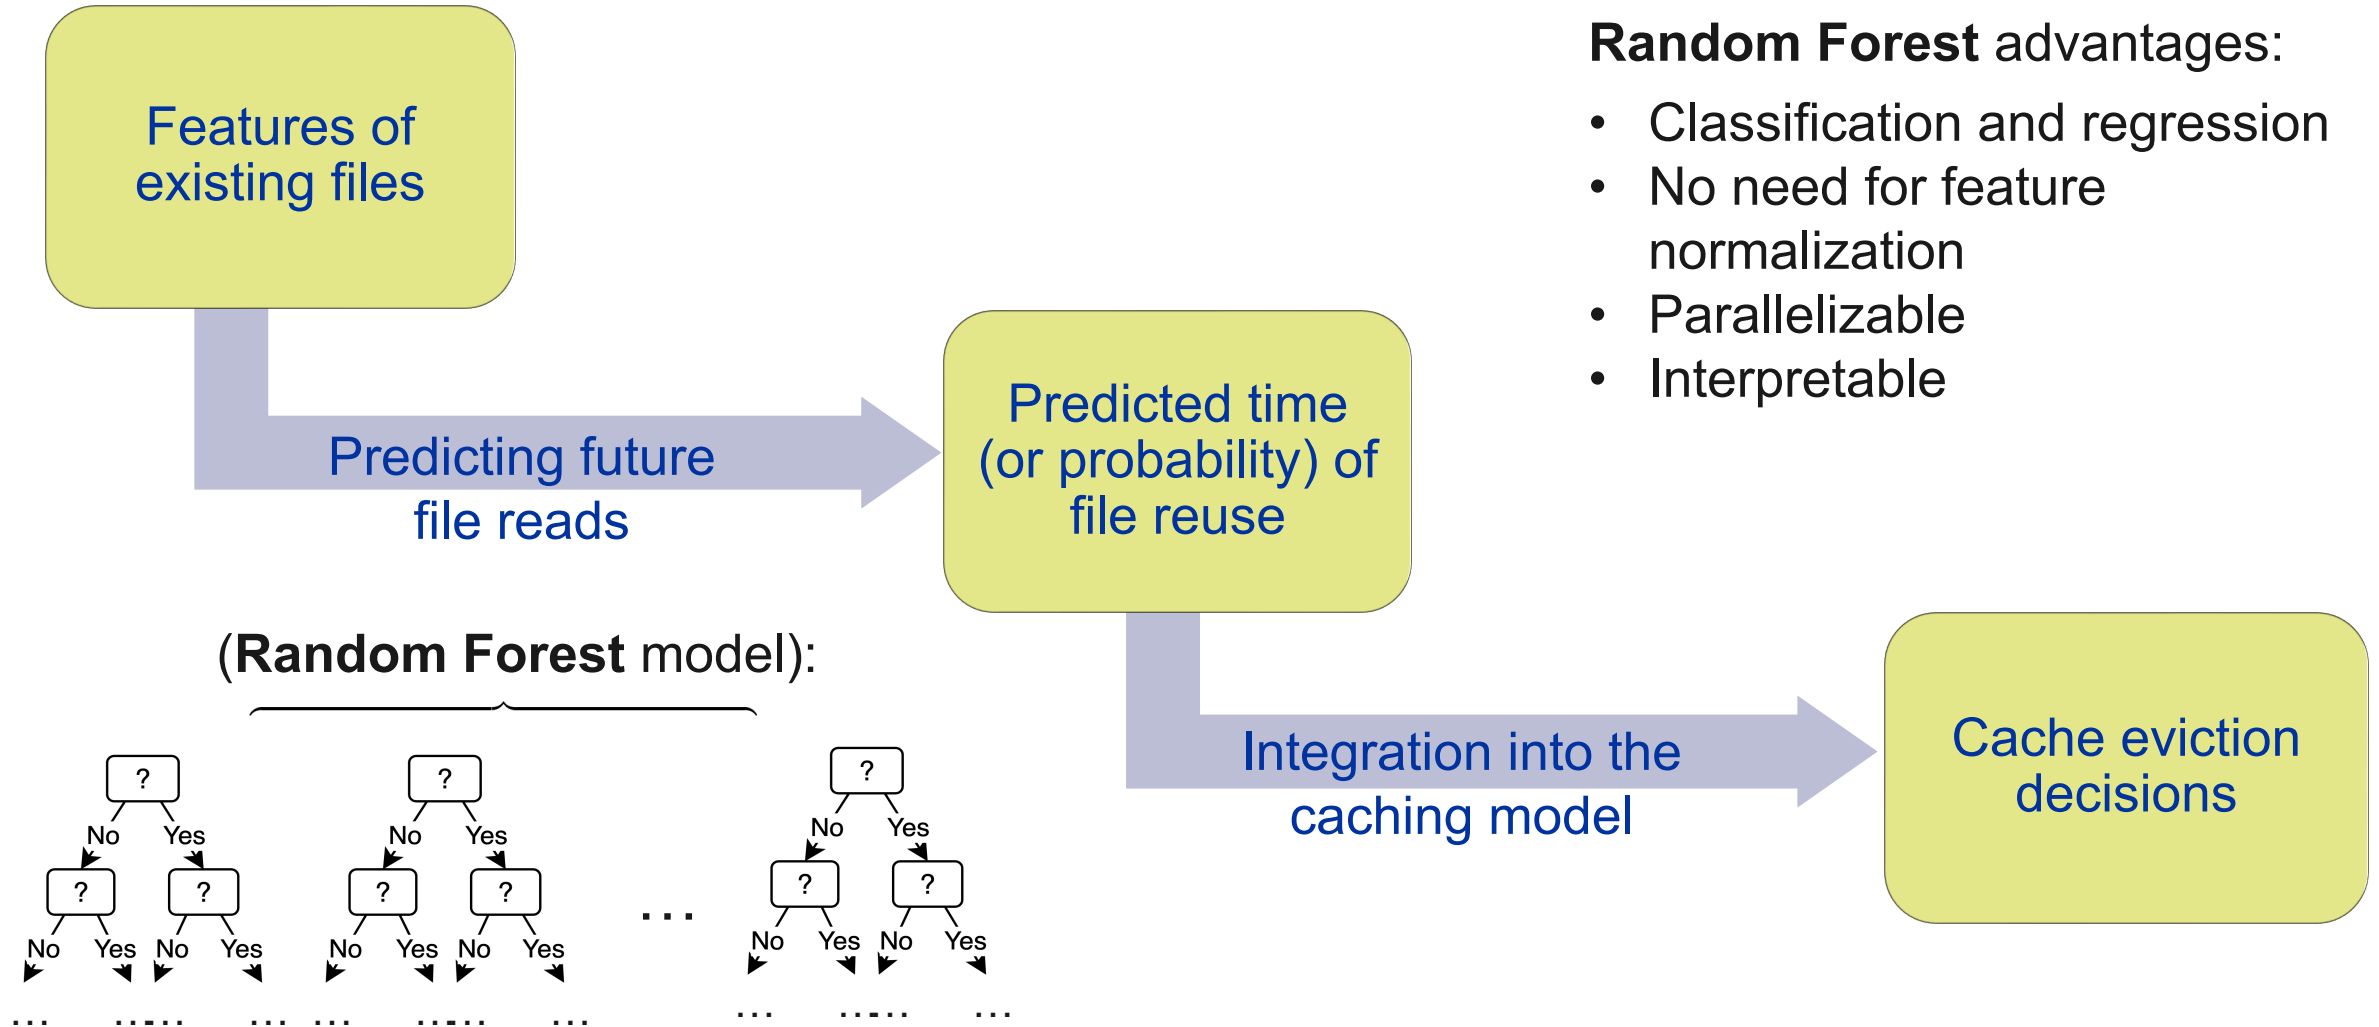 Features of
existing files
Random Forest advantages:
• Classification and regression
• No need for feature
normalization
• Parallelizable
• Interpretable
Predicting future
file reads
Predicted time
(or probability) of
file reuse
(Random Forest model):
Integration into the
caching model
Cache eviction
decisions
? ? ?
No Yes No Yes No Yes
? ? ? ? ... ? ?
No Yes No Yes No Yes No Yes No Yes No Yes
... ... ... ... ... ... ... ... ... ... ... ...